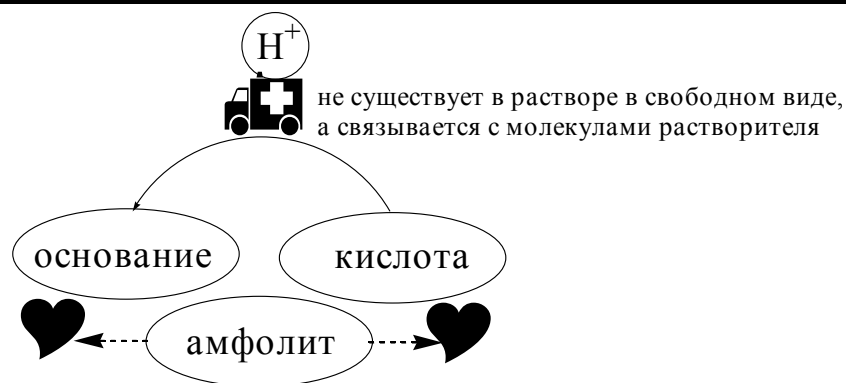 H⁺
не существует в растворе в свободном виде,
а связывается с молекулами растворителя
основание
кислота
амфолит